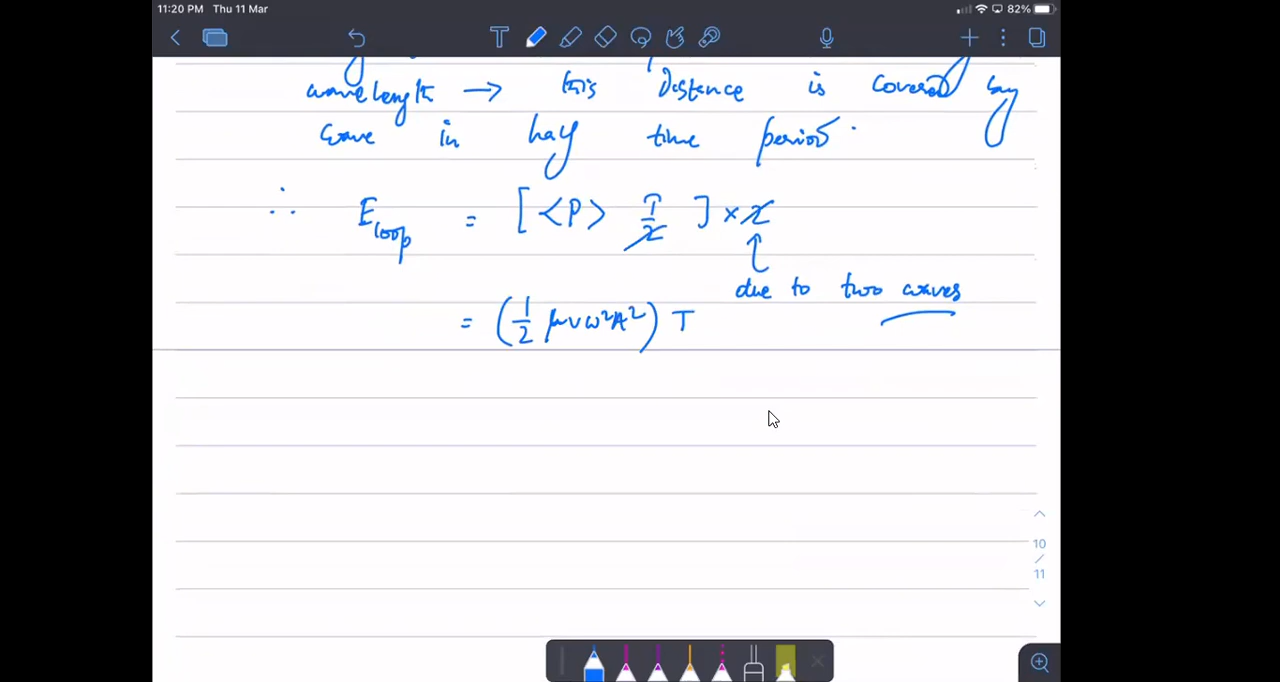 11:20 PM Thu 11 Mar
82%
wavelength → this Distance is covered by
wave in half time period.
∴ E_loop = [<P> T/2] × 2
due to two waves
= (1/2 μvω²A²) T
10
/
11